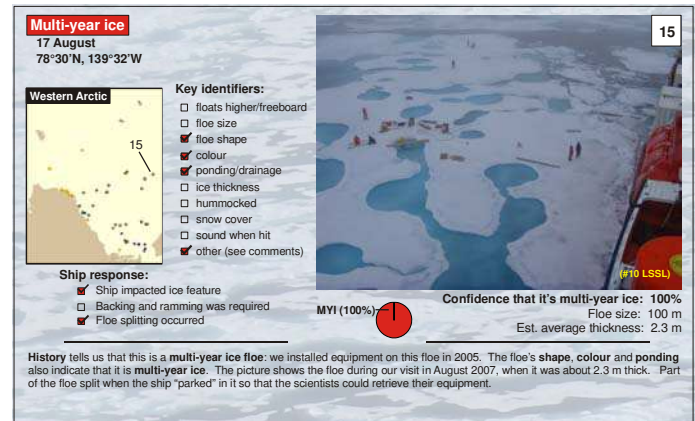 Multi-year ice
17 August
78°30'N, 139°32'W
15
Western Arctic
15
Key identifiers:
floats higher/freeboard
floe size
floe shape
colour
ponding/drainage
ice thickness
hummocked
snow cover
sound when hit
other (see comments)
(#10 LSSL)
Ship response:
Ship impacted ice feature
Backing and ramming was required
Floe splitting occurred
MYI (100%)
Confidence that it's multi-year ice: 100%
Floe size: 100 m
Est. average thickness: 2.3 m
History tells us that this is a multi-year ice floe: we installed equipment on this floe in 2005. The floe's shape, colour and ponding
also indicate that it is multi-year ice. The picture shows the floe during our visit in August 2007, when it was about 2.3 m thick. Part
of the floe split when the ship "parked" in it so that the scientists could retrieve their equipment.